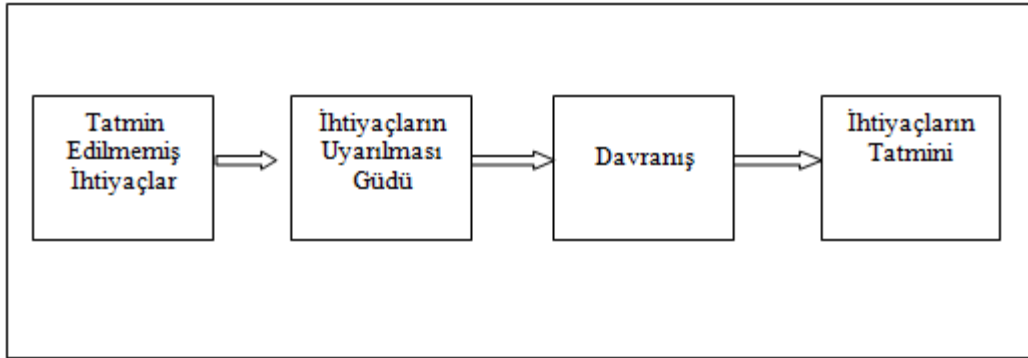 Tatmin
Edilmemiş
İhtiyaçlar
İhtiyaçların
Uyarılması
Güdü
Davranış
İhtiyaçların
Tatmini